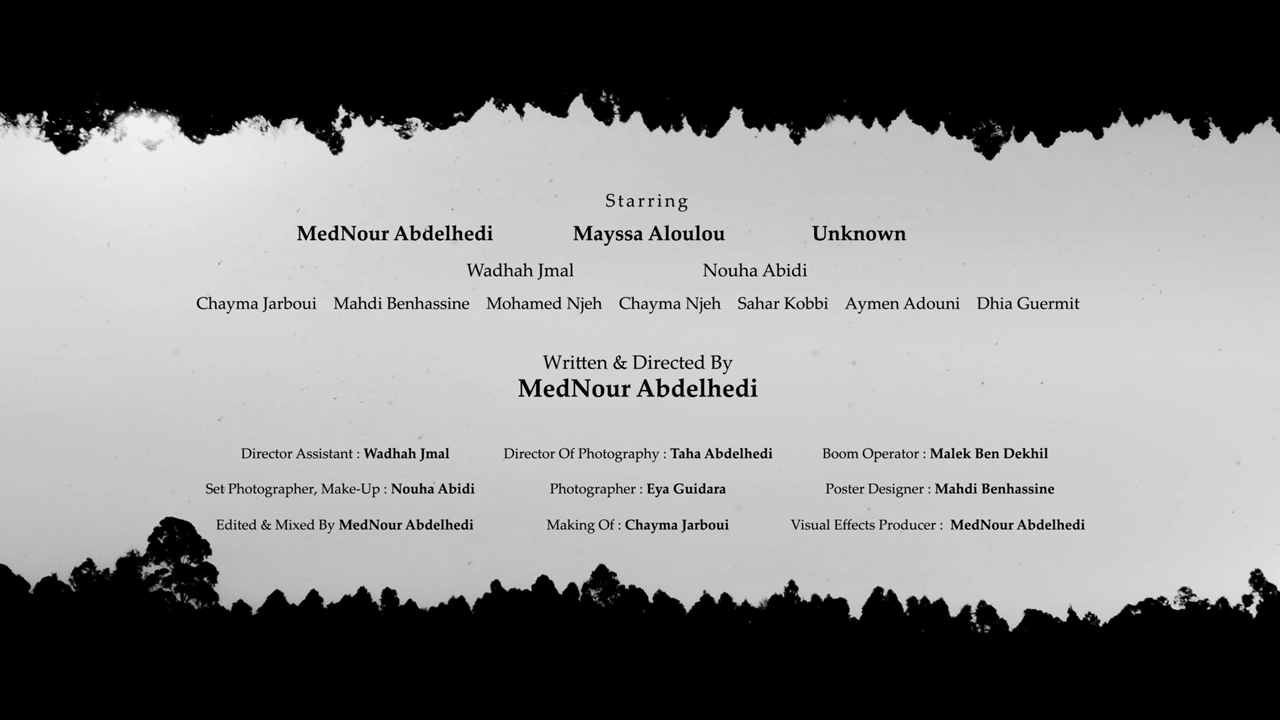 Starring
MedNour Abdelhedi Mayssa Aloulou Unknown
Wadhah Jmal Nouha Abidi
Chayma Jarboui Mahdi Benhassine Mohamed Njeh Chayma Njeh Sahar Kobbi Aymen Adouni Dhia Guermit
Written & Directed By
MedNour Abdelhedi
Director Assistant : Wadhah Jmal Director Of Photography : Taha Abdelhedi Boom Operator : Malek Ben Dekhil
Set Photographer, Make-Up : Nouha Abidi Photographer : Eya Guidara Poster Designer : Mahdi Benhassine
Edited & Mixed By MedNour Abdelhedi Making Of : Chayma Jarboui Visual Effects Producer : MedNour Abdelhedi